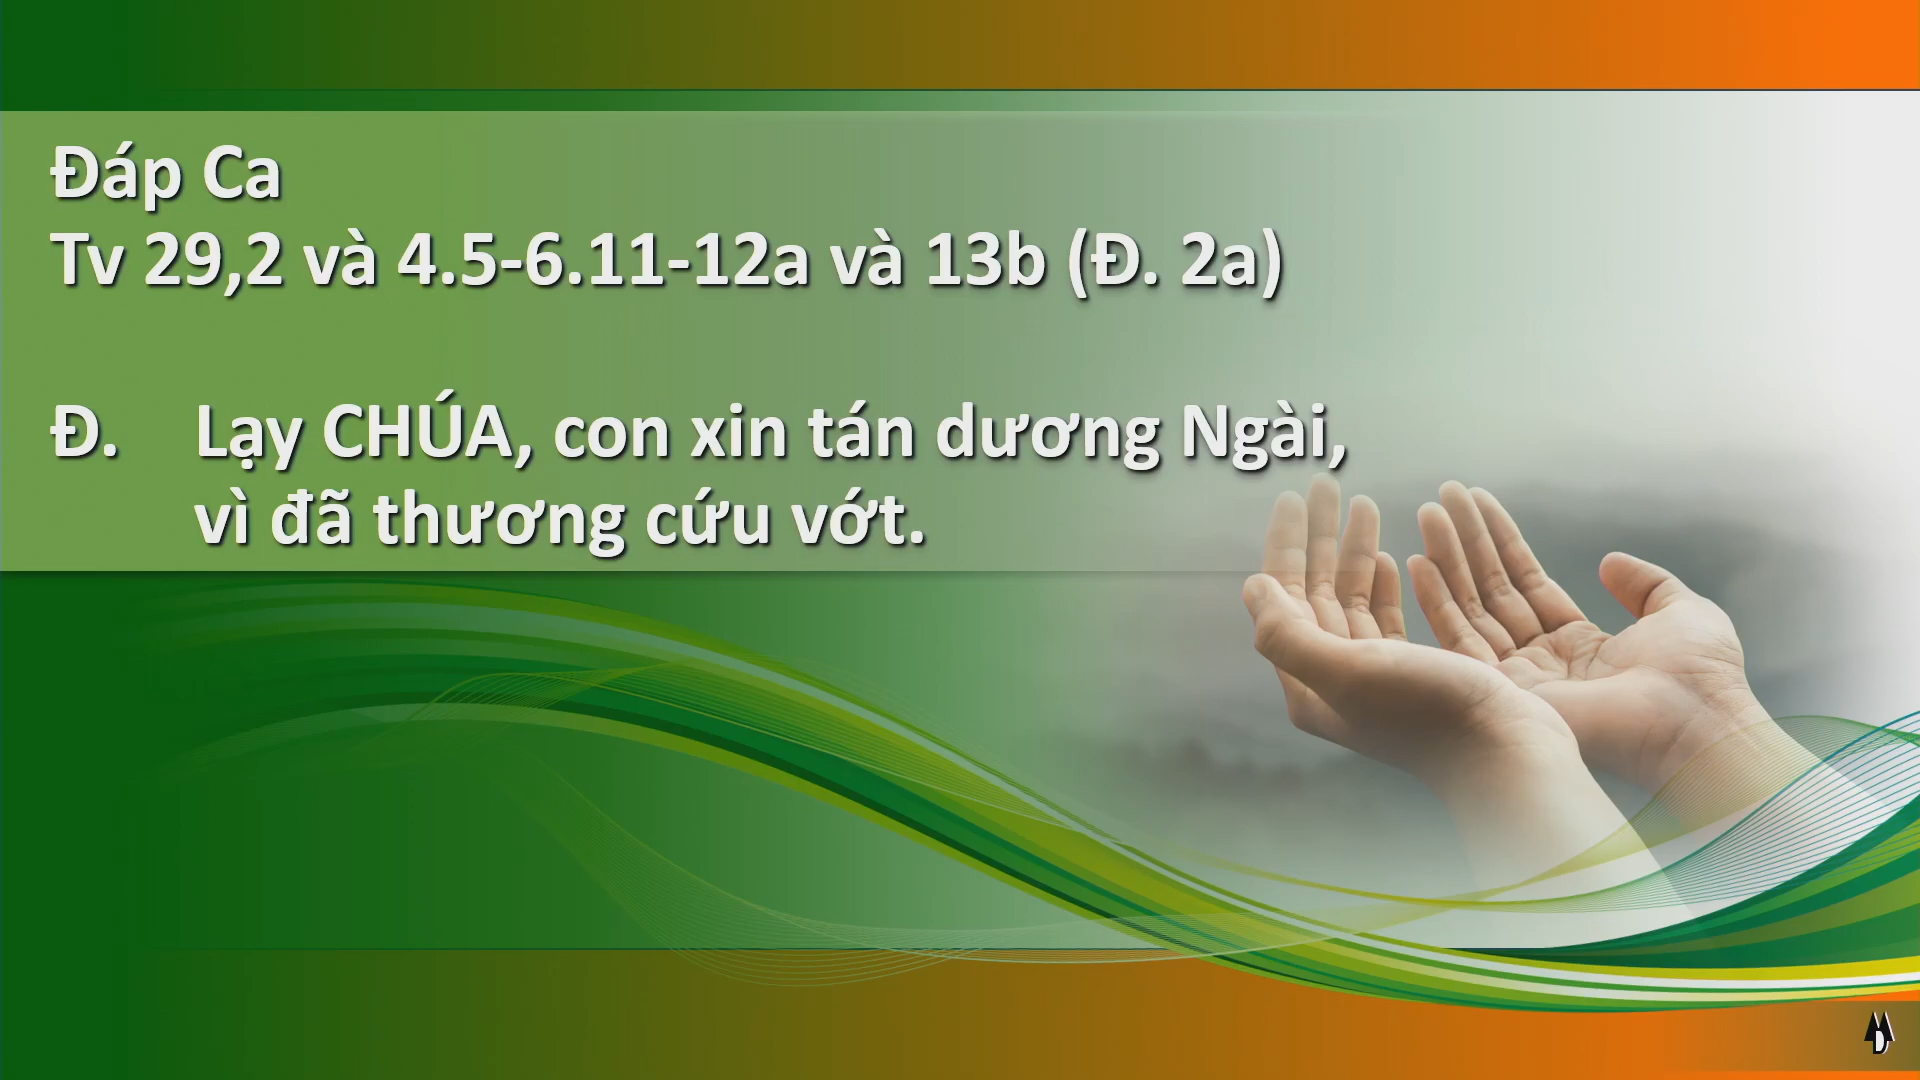 Đáp Ca
Tv 29,2 và 4.5-6.11-12a và 13b (Đ. 2a)
Đ. Lạy CHÚA, con xin tán dương Ngài,
vì đã thương cứu vớt.